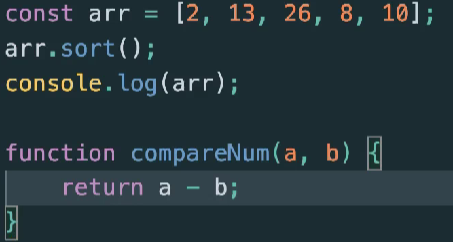 const arr = [2, 13, 26, 8, 10];
arr.sort();
console.log(arr);

function compareNum(a, b) {
    return a - b;
}